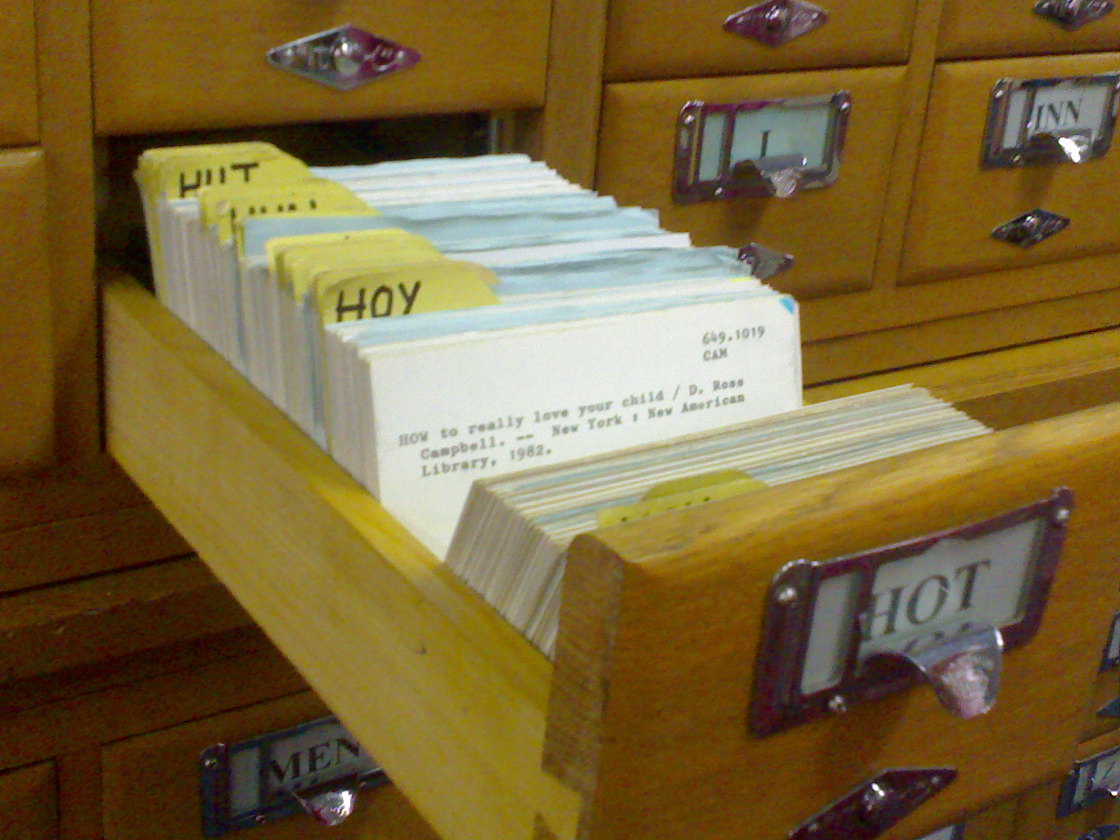 I
INN
HUT
HOY
649.1019
CAM
HOW to really love your child / D. Ross
Campbell. -- New York : New American
Library, 1982.
HOT
MEN